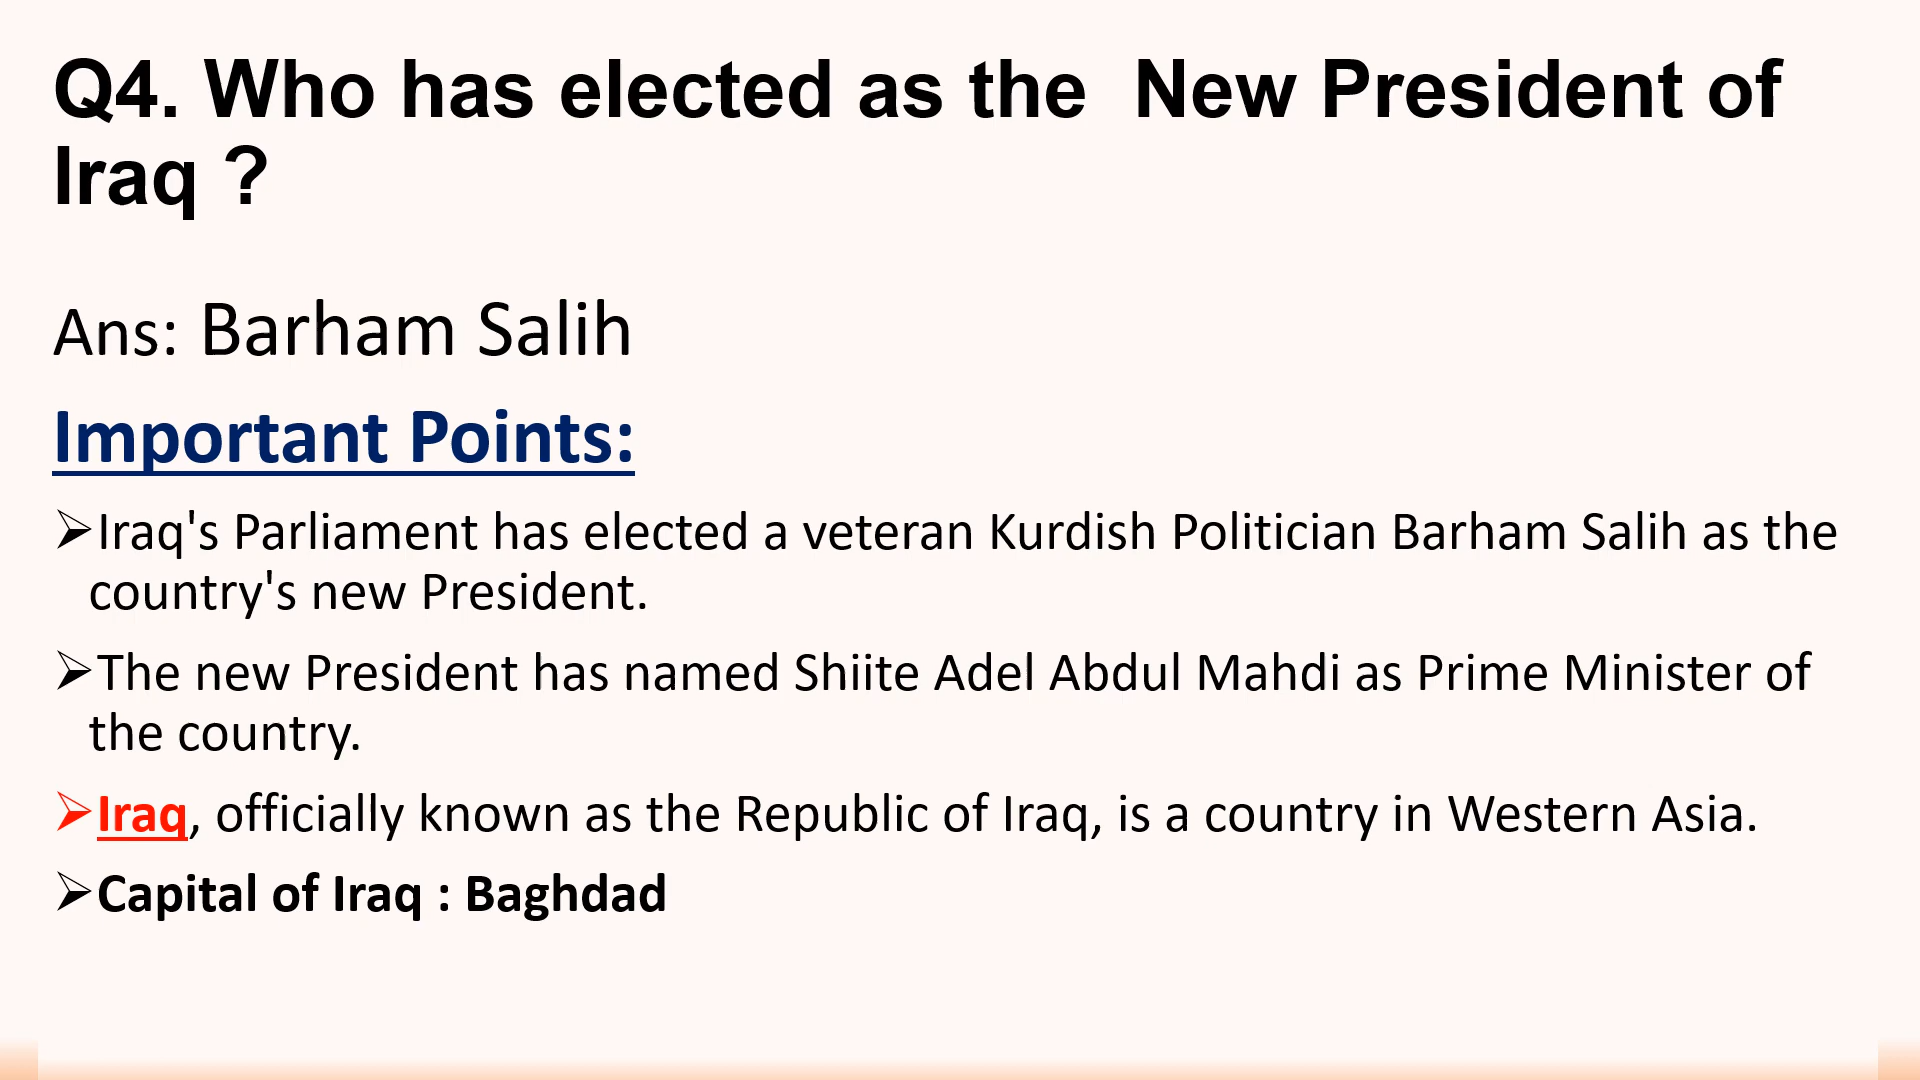 Q4. Who has elected as the  New President of
Iraq ?
Ans: Barham Salih
Important Points:
➢Iraq's Parliament has elected a veteran Kurdish Politician Barham Salih as the
country's new President.
➢The new President has named Shiite Adel Abdul Mahdi as Prime Minister of
the country.
➢Iraq, officially known as the Republic of Iraq, is a country in Western Asia.
➢Capital of Iraq : Baghdad